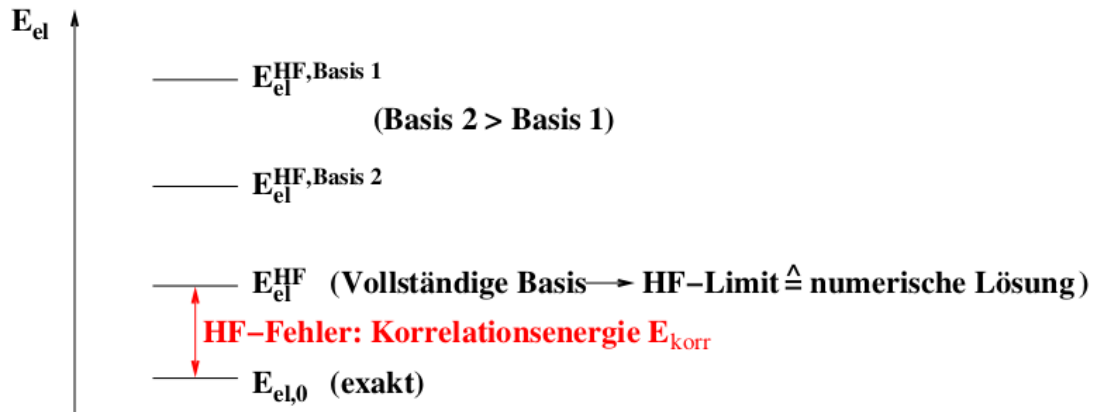 E_el
E_el^HF,Basis 1
(Basis 2 > Basis 1)
E_el^HF,Basis 2
E_el^HF (Vollständige Basis → HF–Limit ≙ numerische Lösung)
HF–Fehler: Korrelationsenergie E_korr
E_el,0 (exakt)